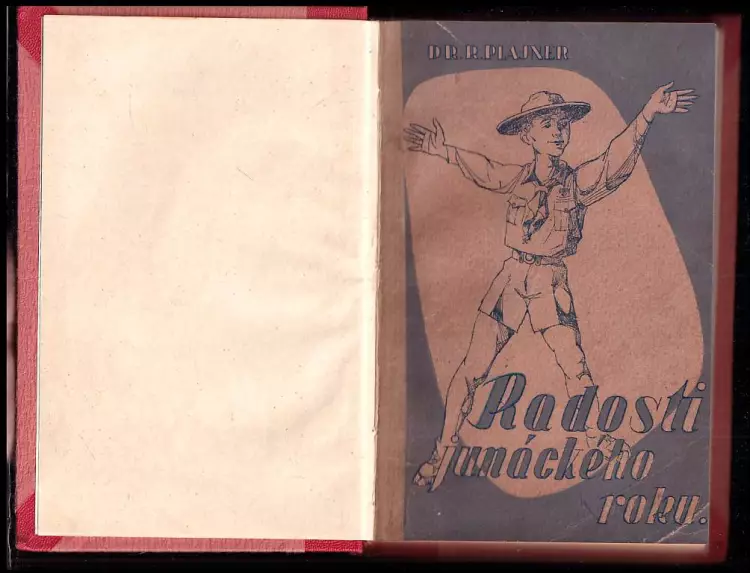 DR. R. PLAJNER
Radosti
junáckého
roku.